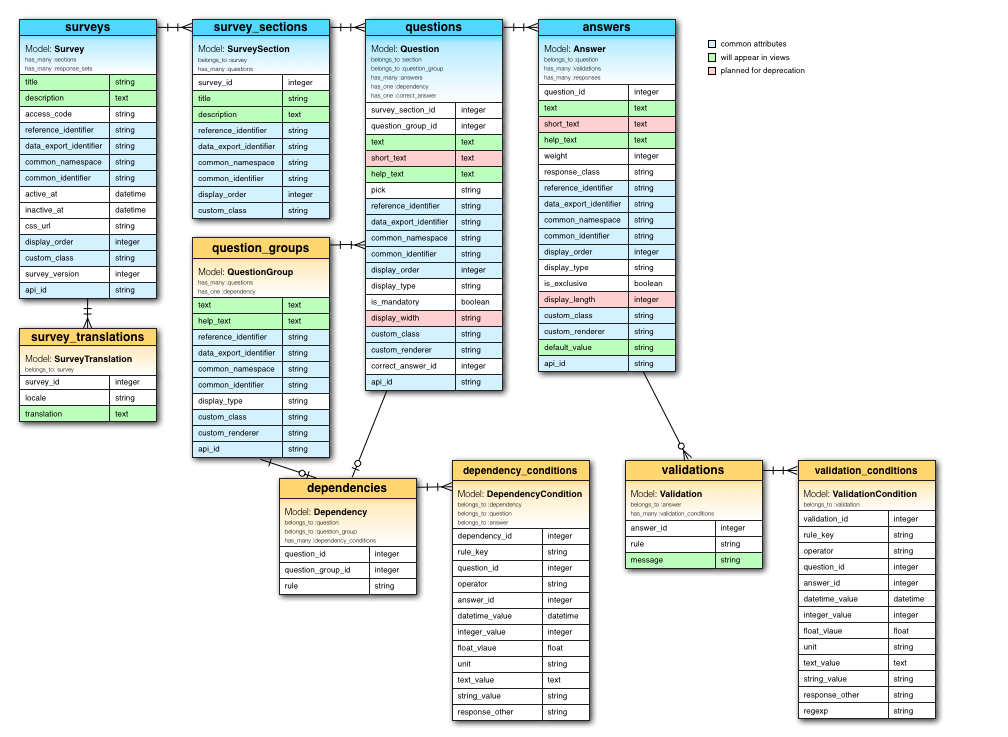 surveys
Model: Survey
has_many :sections
has_many :response_sets
title string
description text
access_code string
reference_identifier string
data_export_identifier string
common_namespace string
common_identifier string
active_at datetime
inactive_at datetime
css_url string
display_order integer
custom_class string
survey_version integer
api_id string
survey_translations
Model: SurveyTranslation
belongs_to: survey
survey_id integer
locale string
translation text
survey_sections
Model: SurveySection
belongs_to :survey
has_many :questions
survey_id integer
title string
description text
reference_identifier string
data_export_identifier string
common_namespace string
common_identifier string
display_order integer
custom_class string
question_groups
Model: QuestionGroup
has_many :questions
has_one :dependency
text text
help_text text
reference_identifier string
data_export_identifier string
common_namespace string
common_identifier string
display_type string
custom_class string
custom_renderer string
api_id string
questions
Model: Question
belongs_to :section
belongs_to :question_group
has_many :answers
has_one :dependency
has_one :correct_answer
survey_section_id integer
question_group_id integer
text text
short_text text
help_text text
pick string
reference_identifier string
data_export_identifier string
common_namespace string
common_identifier string
display_order integer
display_type string
is_mandatory boolean
display_width string
custom_class string
custom_renderer string
correct_answer_id integer
api_id string
answers
Model: Answer
belongs_to :question
has_many :validations
has_many :responses
question_id integer
text text
short_text text
help_text text
weight integer
response_class string
reference_identifier string
data_export_identifier string
common_namespace string
common_identifier string
display_order integer
display_type string
is_exclusive boolean
display_length integer
custom_class string
custom_renderer string
default_value string
api_id string
common attributes
will appear in views
planned for deprecation
dependencies
Model: Dependency
belongs_to :question
belongs_to :question_group
has_many :dependency_conditions
question_id integer
question_group_id integer
rule string
dependency_conditions
Model: DependencyCondition
belongs_to :dependency
belongs_to :question
belongs_to :answer
dependency_id integer
rule_key string
question_id integer
operator string
answer_id integer
datetime_value datetime
integer_value integer
float_vlaue float
unit string
text_value text
string_value string
response_other string
validations
Model: Validation
belongs_to :answer
has_many :validation_conditions
answer_id integer
rule string
message string
validation_conditions
Model: ValidationCondition
belongs_to :validation
validation_id integer
rule_key string
operator string
question_id integer
answer_id integer
datetime_value datetime
integer_value integer
float_vlaue float
unit string
text_value text
string_value string
response_other string
regexp string